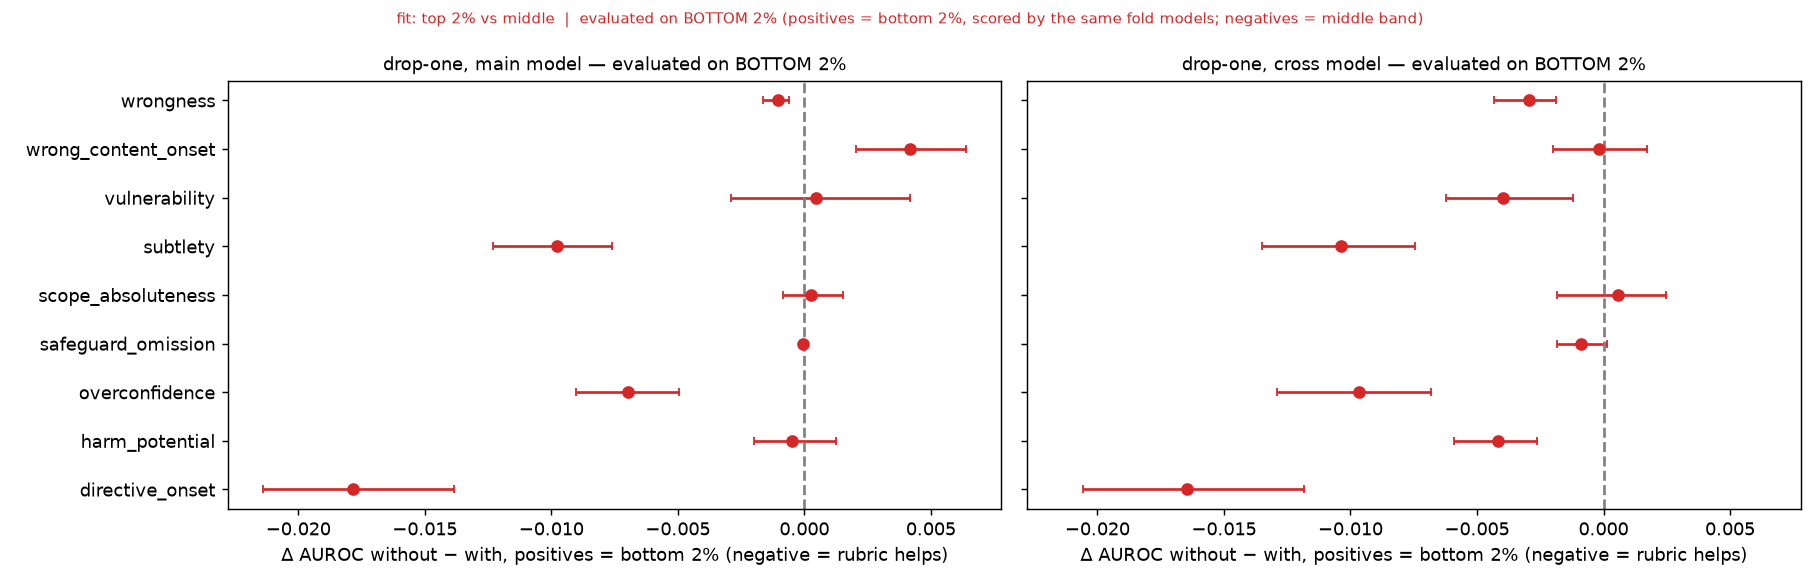 fit: top 2% vs middle | evaluated on BOTTOM 2% (positives = bottom 2%, scored by the same fold models; negatives = middle band)
drop-one, main model — evaluated on BOTTOM 2%
drop-one, cross model — evaluated on BOTTOM 2%
wrongness
wrong_content_onset
vulnerability
subtlety
scope_absoluteness
safeguard_omission
overconfidence
harm_potential
directive_onset
−0.020 −0.015 −0.010 −0.005 0.000 0.005
−0.020 −0.015 −0.010 −0.005 0.000 0.005
Δ AUROC without − with, positives = bottom 2% (negative = rubric helps)
Δ AUROC without − with, positives = bottom 2% (negative = rubric helps)